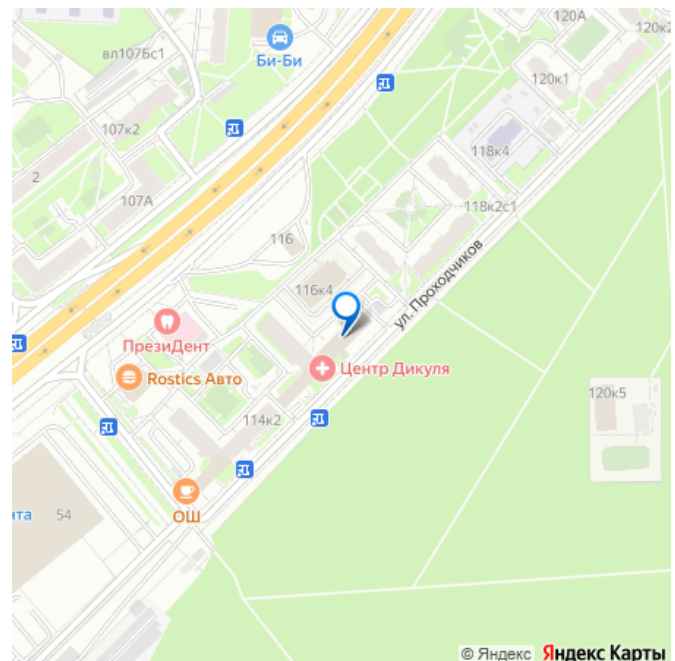 120А
120к2
вл107Бс1
Би-Би
120к1
107к2
118к4
2
107А
118к2с1
116
ул. Проходчиков
116к4
ПрезиДент
Центр Дикуля
Rostics Авто
120к5
114к2
нта 54
ОШ
© Яндекс Яндекс Карты